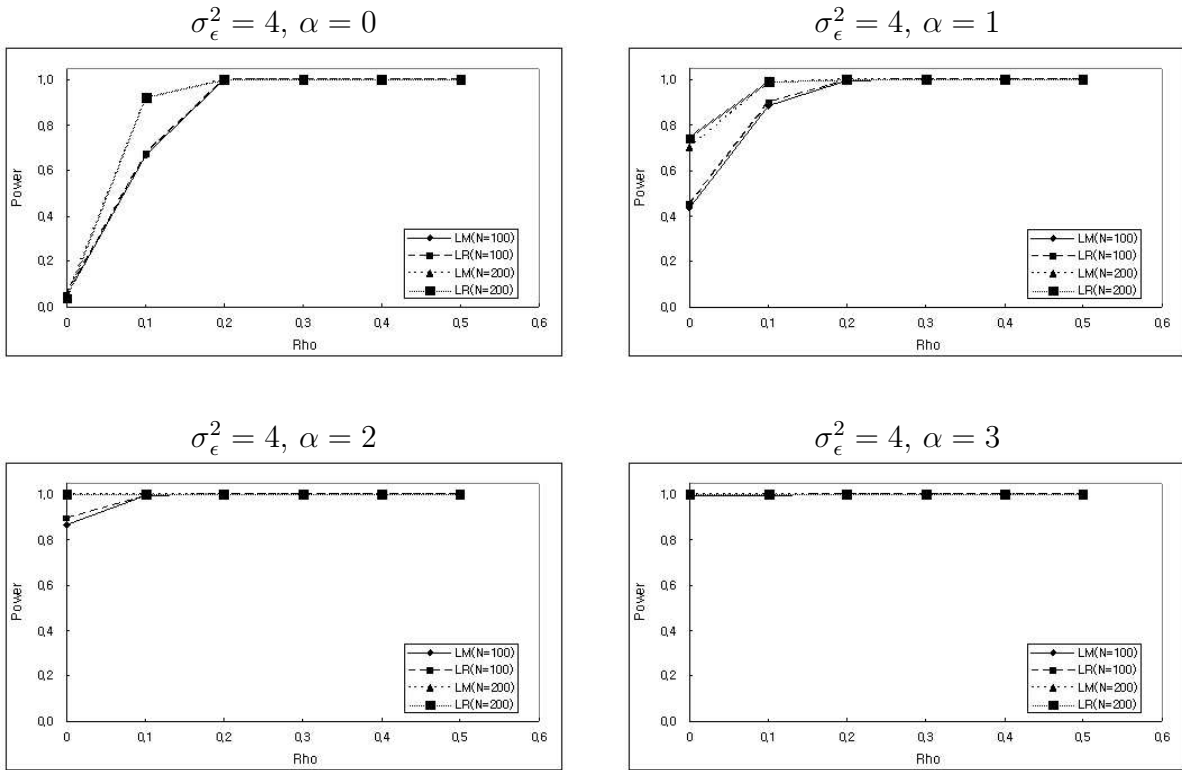 σ²_ϵ = 4, α = 0
Power
1,0
0,8
0,6
0,4
0,2
0,0
LM(N=100)
LR(N=100)
LM(N=200)
LR(N=200)
0 0,1 0,2 0,3 0,4 0,5 0,6
Rho
σ²_ϵ = 4, α = 1
Power
1,0
0,8
0,6
0,4
0,2
0,0
LM(N=100)
LR(N=100)
LM(N=200)
LR(N=200)
0 0,1 0,2 0,3 0,4 0,5 0,6
Rho
σ²_ϵ = 4, α = 2
Power
1,0
0,8
0,6
0,4
0,2
0,0
LM(N=100)
LR(N=100)
LM(N=200)
LR(N=200)
0 0,1 0,2 0,3 0,4 0,5 0,6
Rho
σ²_ϵ = 4, α = 3
Power
1,0
0,8
0,6
0,4
0,2
0,0
LM(N=100)
LR(N=100)
LM(N=200)
LR(N=200)
0 0,1 0,2 0,3 0,4 0,5 0,6
Rho